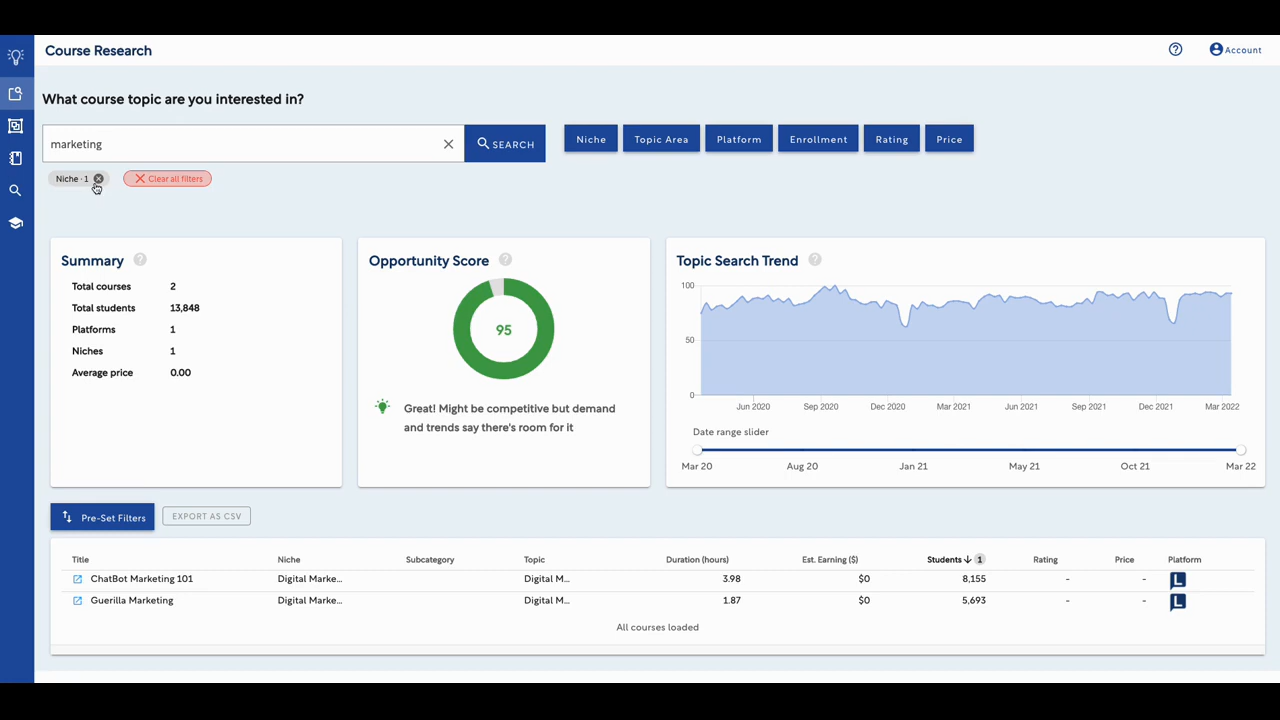 Course Research
Account
What course topic are you interested in?
marketing
SEARCH
Niche
Topic Area
Platform
Enrollment
Rating
Price
Niche · 1
Clear all filters
Summary
Total courses 2
Total students 13,848
Platforms 1
Niches 1
Average price 0.00
Opportunity Score
95
Great! Might be competitive but demand
and trends say there's room for it
Topic Search Trend
100
50
0
Jun 2020 Sep 2020 Dec 2020 Mar 2021 Jun 2021 Sep 2021 Dec 2021 Mar 2022
Date range slider
Mar 20 Aug 20 Jan 21 May 21 Oct 21 Mar 22
Pre-Set Filters
EXPORT AS CSV
Title Niche Subcategory Topic Duration (hours) Est. Earning ($) Students 1 Rating Price Platform
ChatBot Marketing 101 Digital Marke... Digital M... 3.98 $0 8,155 - - L
Guerilla Marketing Digital Marke... Digital M... 1.87 $0 5,693 - - L
All courses loaded